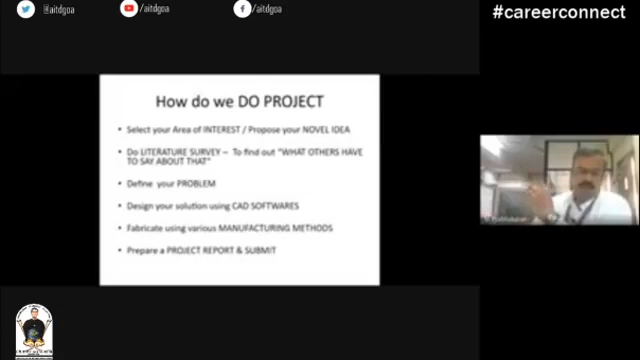 @aitdgoa
/aitdgoa
/aitdgoa
#careerconnect
How do we DO PROJECT
• Select your Area of INTEREST / Propose your NOVEL IDEA
• Do LITERATURE SURVEY – To find out "WHAT OTHERS HAVE
TO SAY ABOUT THAT"
• Define your PROBLEM
• Design your solution using CAD SOFTWARES
• Fabricate using various MANUFACTURING METHODS
• Prepare a PROJECT REPORT & SUBMIT